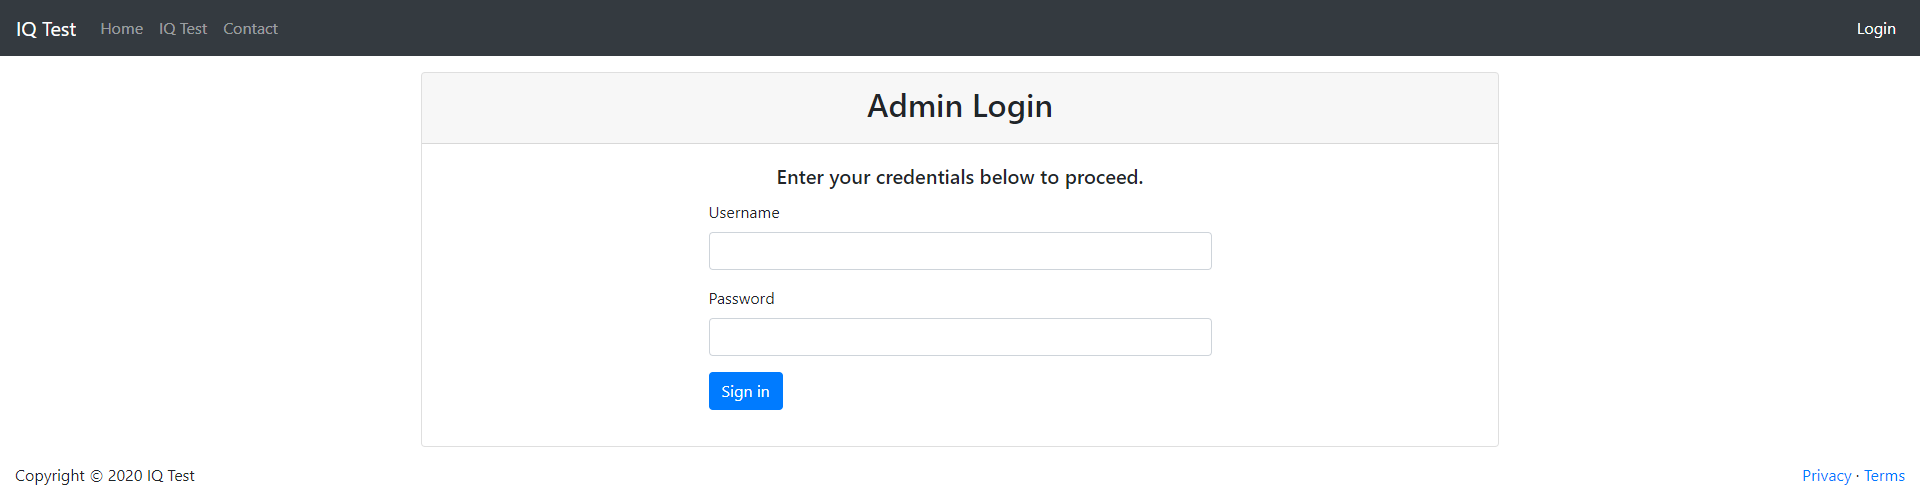 IQ Test Home IQ Test Contact Login
Admin Login
Enter your credentials below to proceed.
Username
Password
Sign in
Copyright © 2020 IQ Test Privacy · Terms